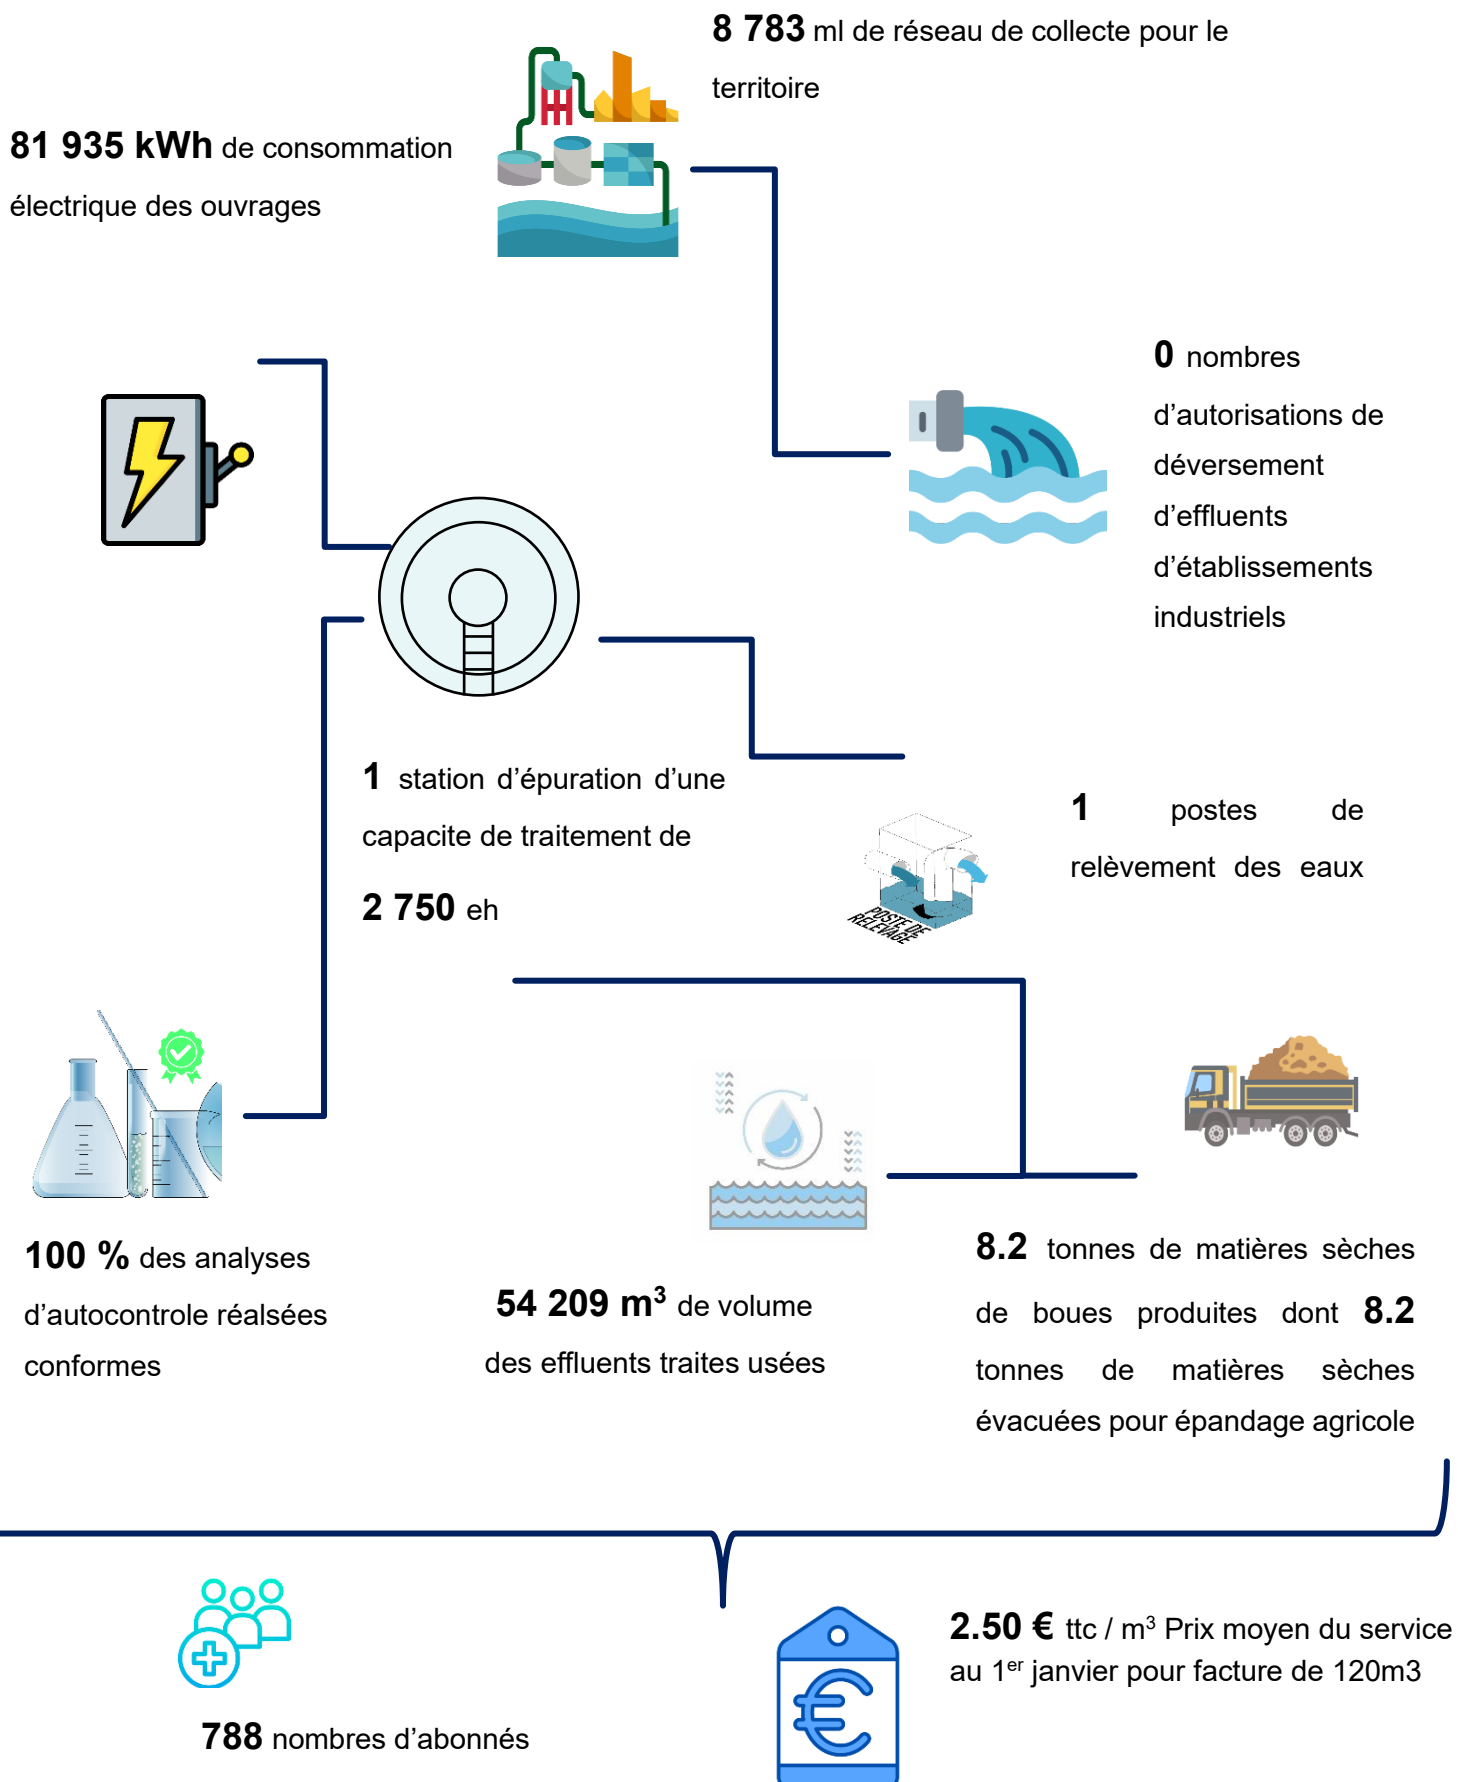 8 783 ml de réseau de collecte pour le
territoire
81 935 kWh de consommation
électrique des ouvrages
0 nombres
d’autorisations de
déversement
d’effluents
d’établissements
industriels
1 station d’épuration d’une
capacite de traitement de
2 750 eh
1 postes de
relèvement des eaux
POSTE DE
RELEVAGE
100 % des analyses
d’autocontrole réalsées
conformes
54 209 m³ de volume
des effluents traites usées
8.2 tonnes de matières sèches
de boues produites dont 8.2
tonnes de matières sèches
évacuées pour épandage agricole
788 nombres d’abonnés
2.50 € ttc / m³ Prix moyen du service
au 1er janvier pour facture de 120m3